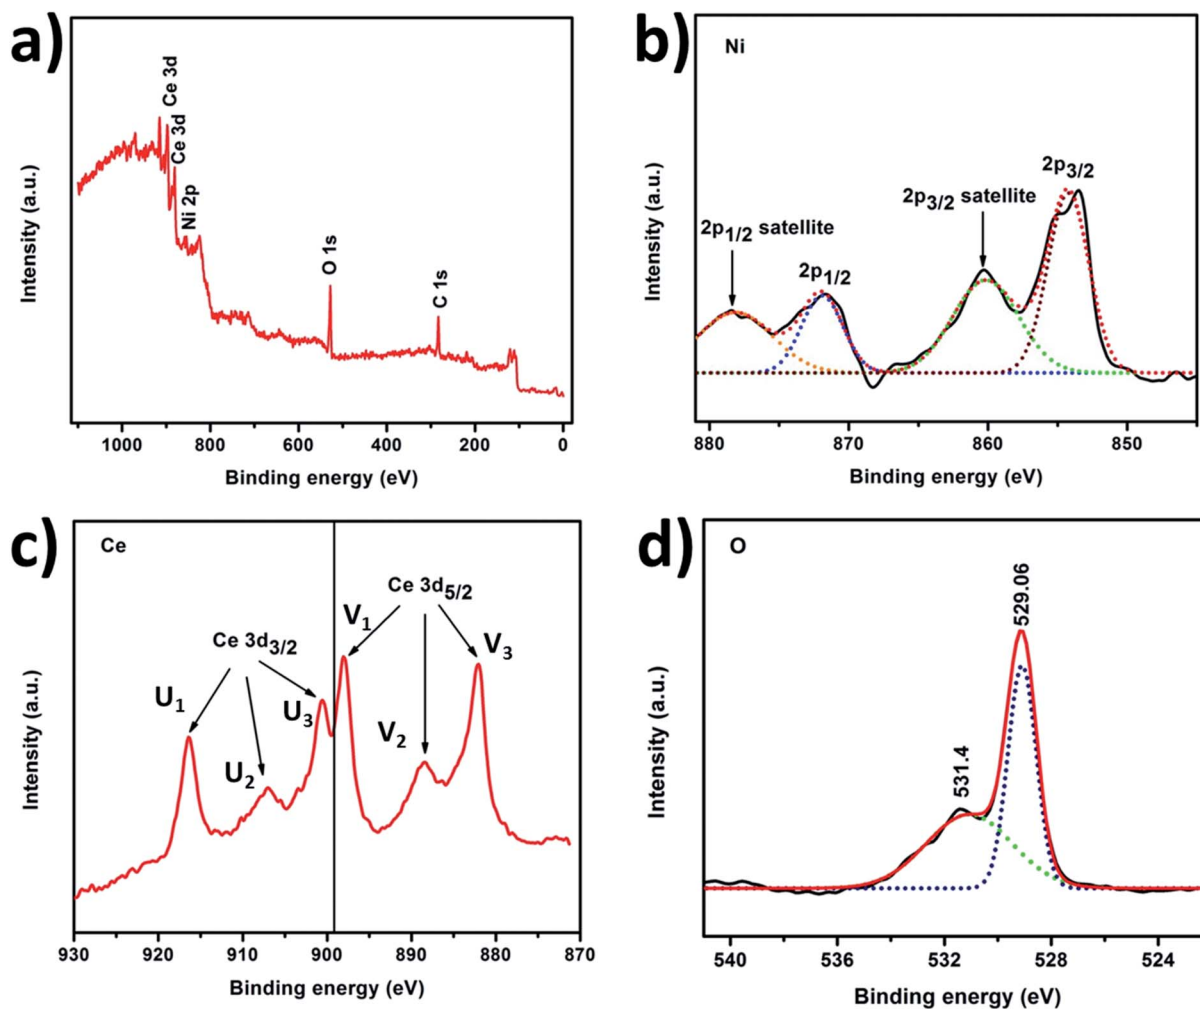 a)
Ce 3d
Ce 3d
Ni 2p
O 1s
C 1s
Intensity (a.u.)
1000 800 600 400 200 0
Binding energy (eV)
b)
Ni
2p3/2
2p3/2 satellite
2p1/2 satellite
2p1/2
Intensity (a.u.)
880 870 860 850
Binding energy (eV)
c)
Ce
Ce 3d5/2
V1
Ce 3d3/2
V3
U1
U3
V2
U2
Intensity (a.u.)
930 920 910 900 890 880 870
Binding energy (eV)
d)
O
529.06
531.4
Intensity (a.u.)
540 536 532 528 524
Binding energy (eV)